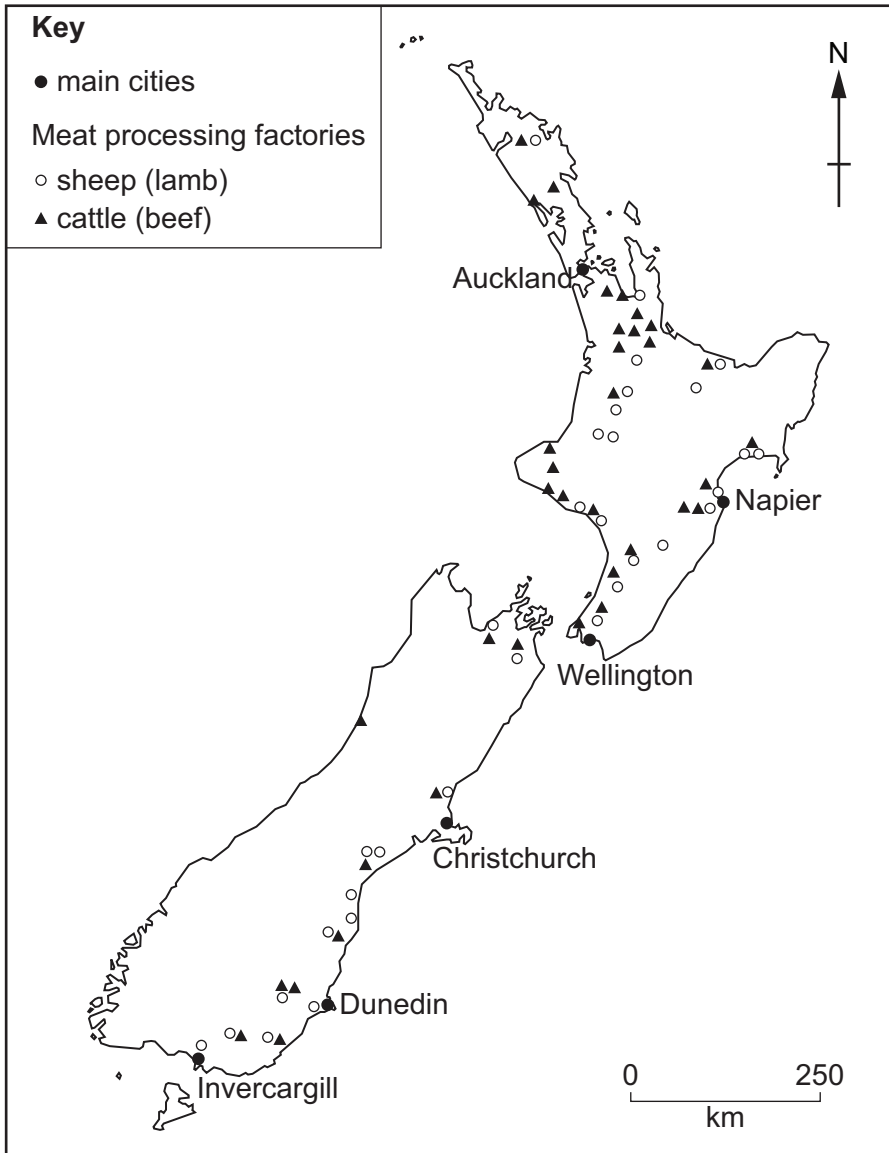 Key
main cities
Meat processing factories
sheep (lamb)
cattle (beef)
N
Auckland
Napier
Wellington
Christchurch
Dunedin
Invercargill
0 250
km